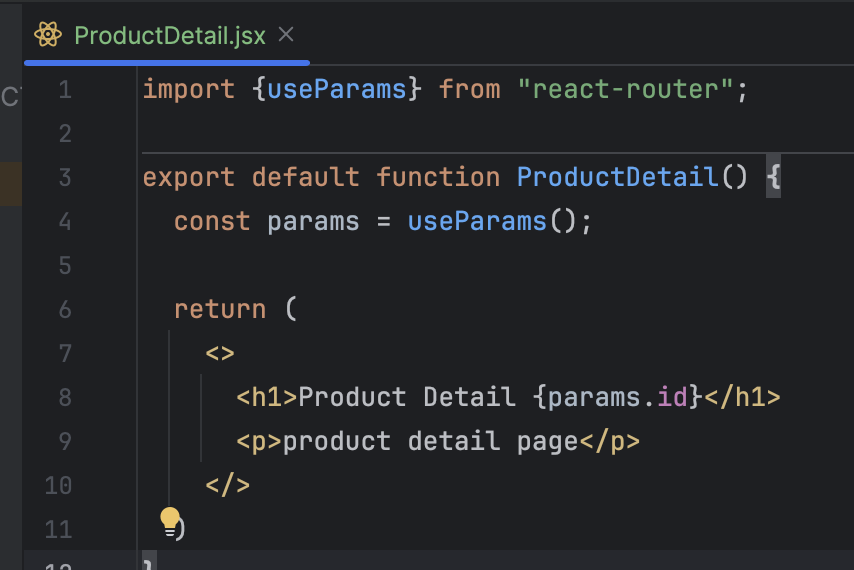 ProductDetail.jsx
1 import {useParams} from "react-router";
2
3 export default function ProductDetail() {
4 const params = useParams();
5
6 return (
7 <>
8 <h1>Product Detail {params.id}</h1>
9 <p>product detail page</p>
10 </>
11 )
12 }